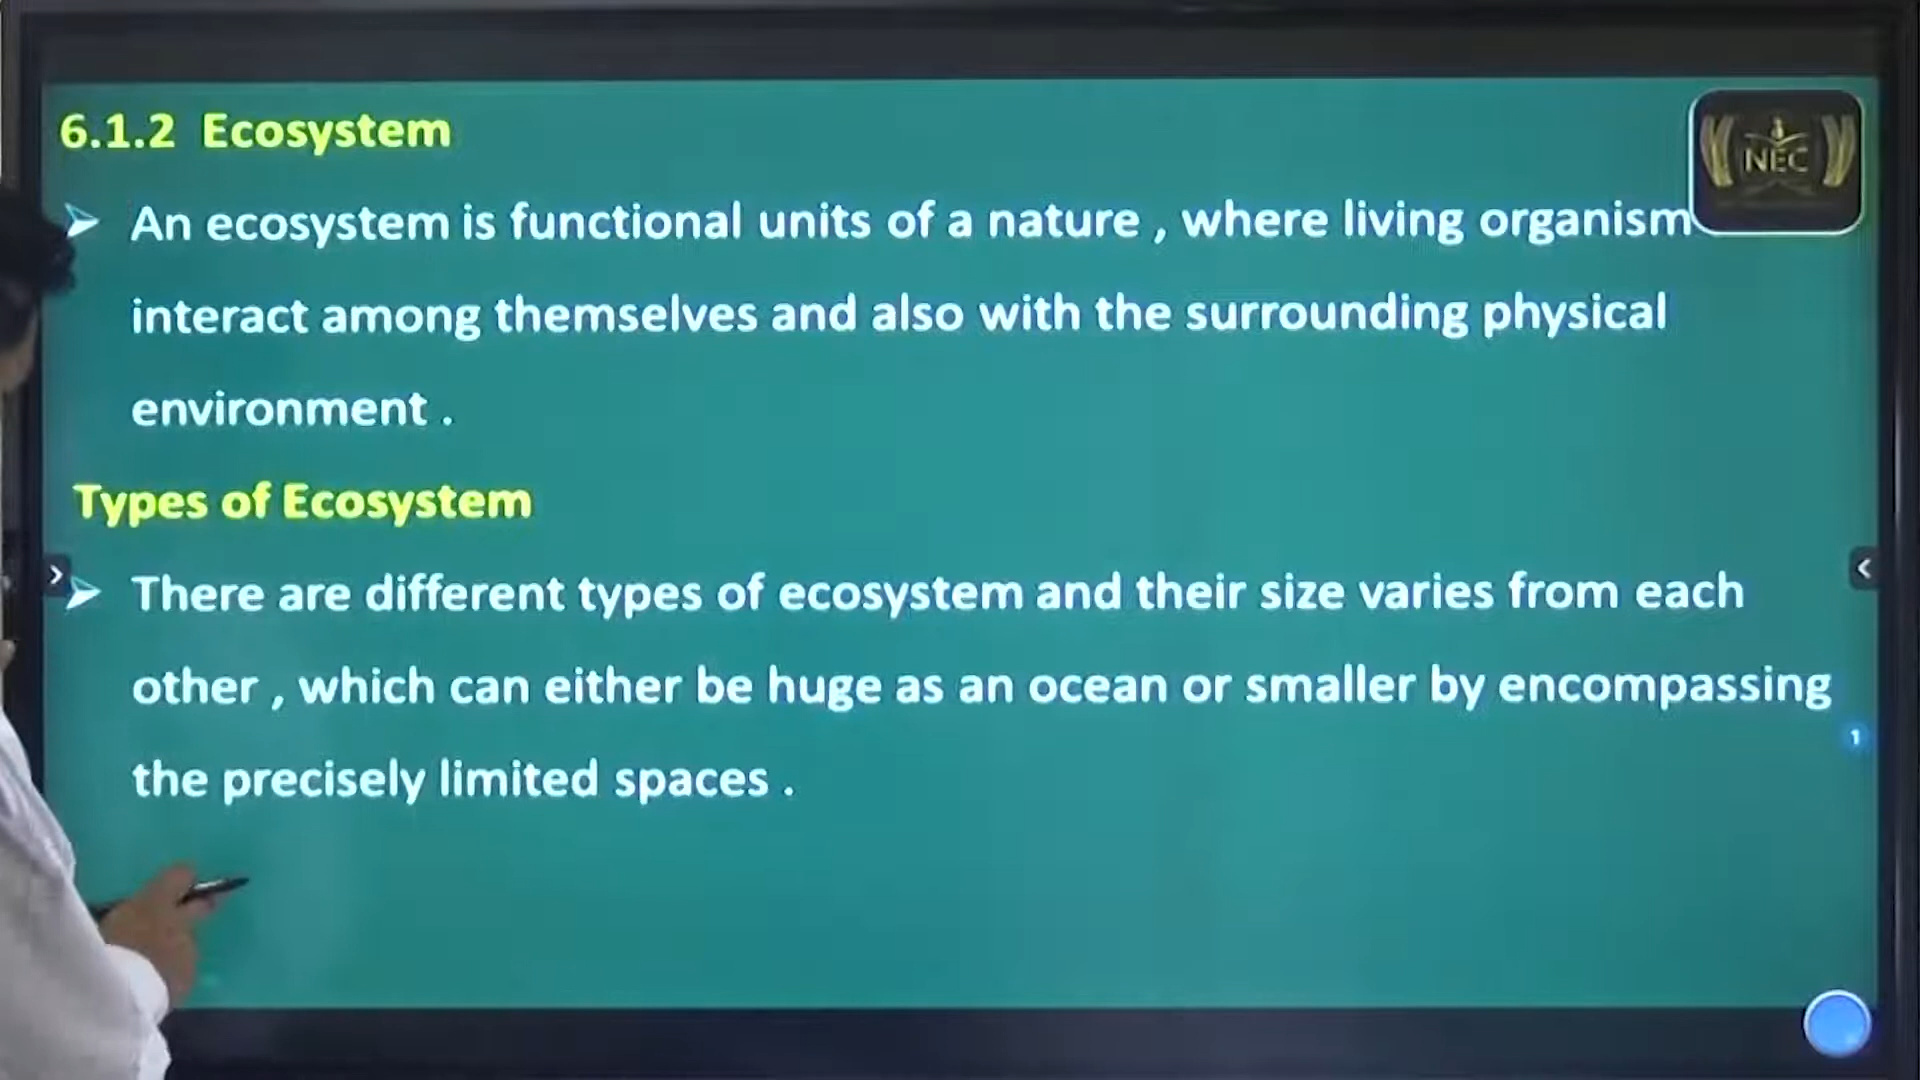 6.1.2 Ecosystem
NEC
➢ An ecosystem is functional units of a nature , where living organism
interact among themselves and also with the surrounding physical
environment .
Types of Ecosystem
➢ There are different types of ecosystem and their size varies from each
other , which can either be huge as an ocean or smaller by encompassing
the precisely limited spaces .
1